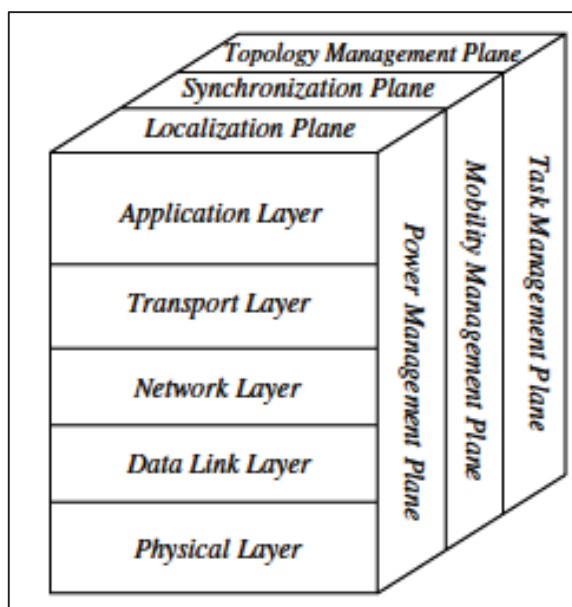 Topology Management Plane
Synchronization Plane
Localization Plane
Application Layer
Transport Layer
Network Layer
Data Link Layer
Physical Layer
Power Management Plane
Mobility Management Plane
Task Management Plane